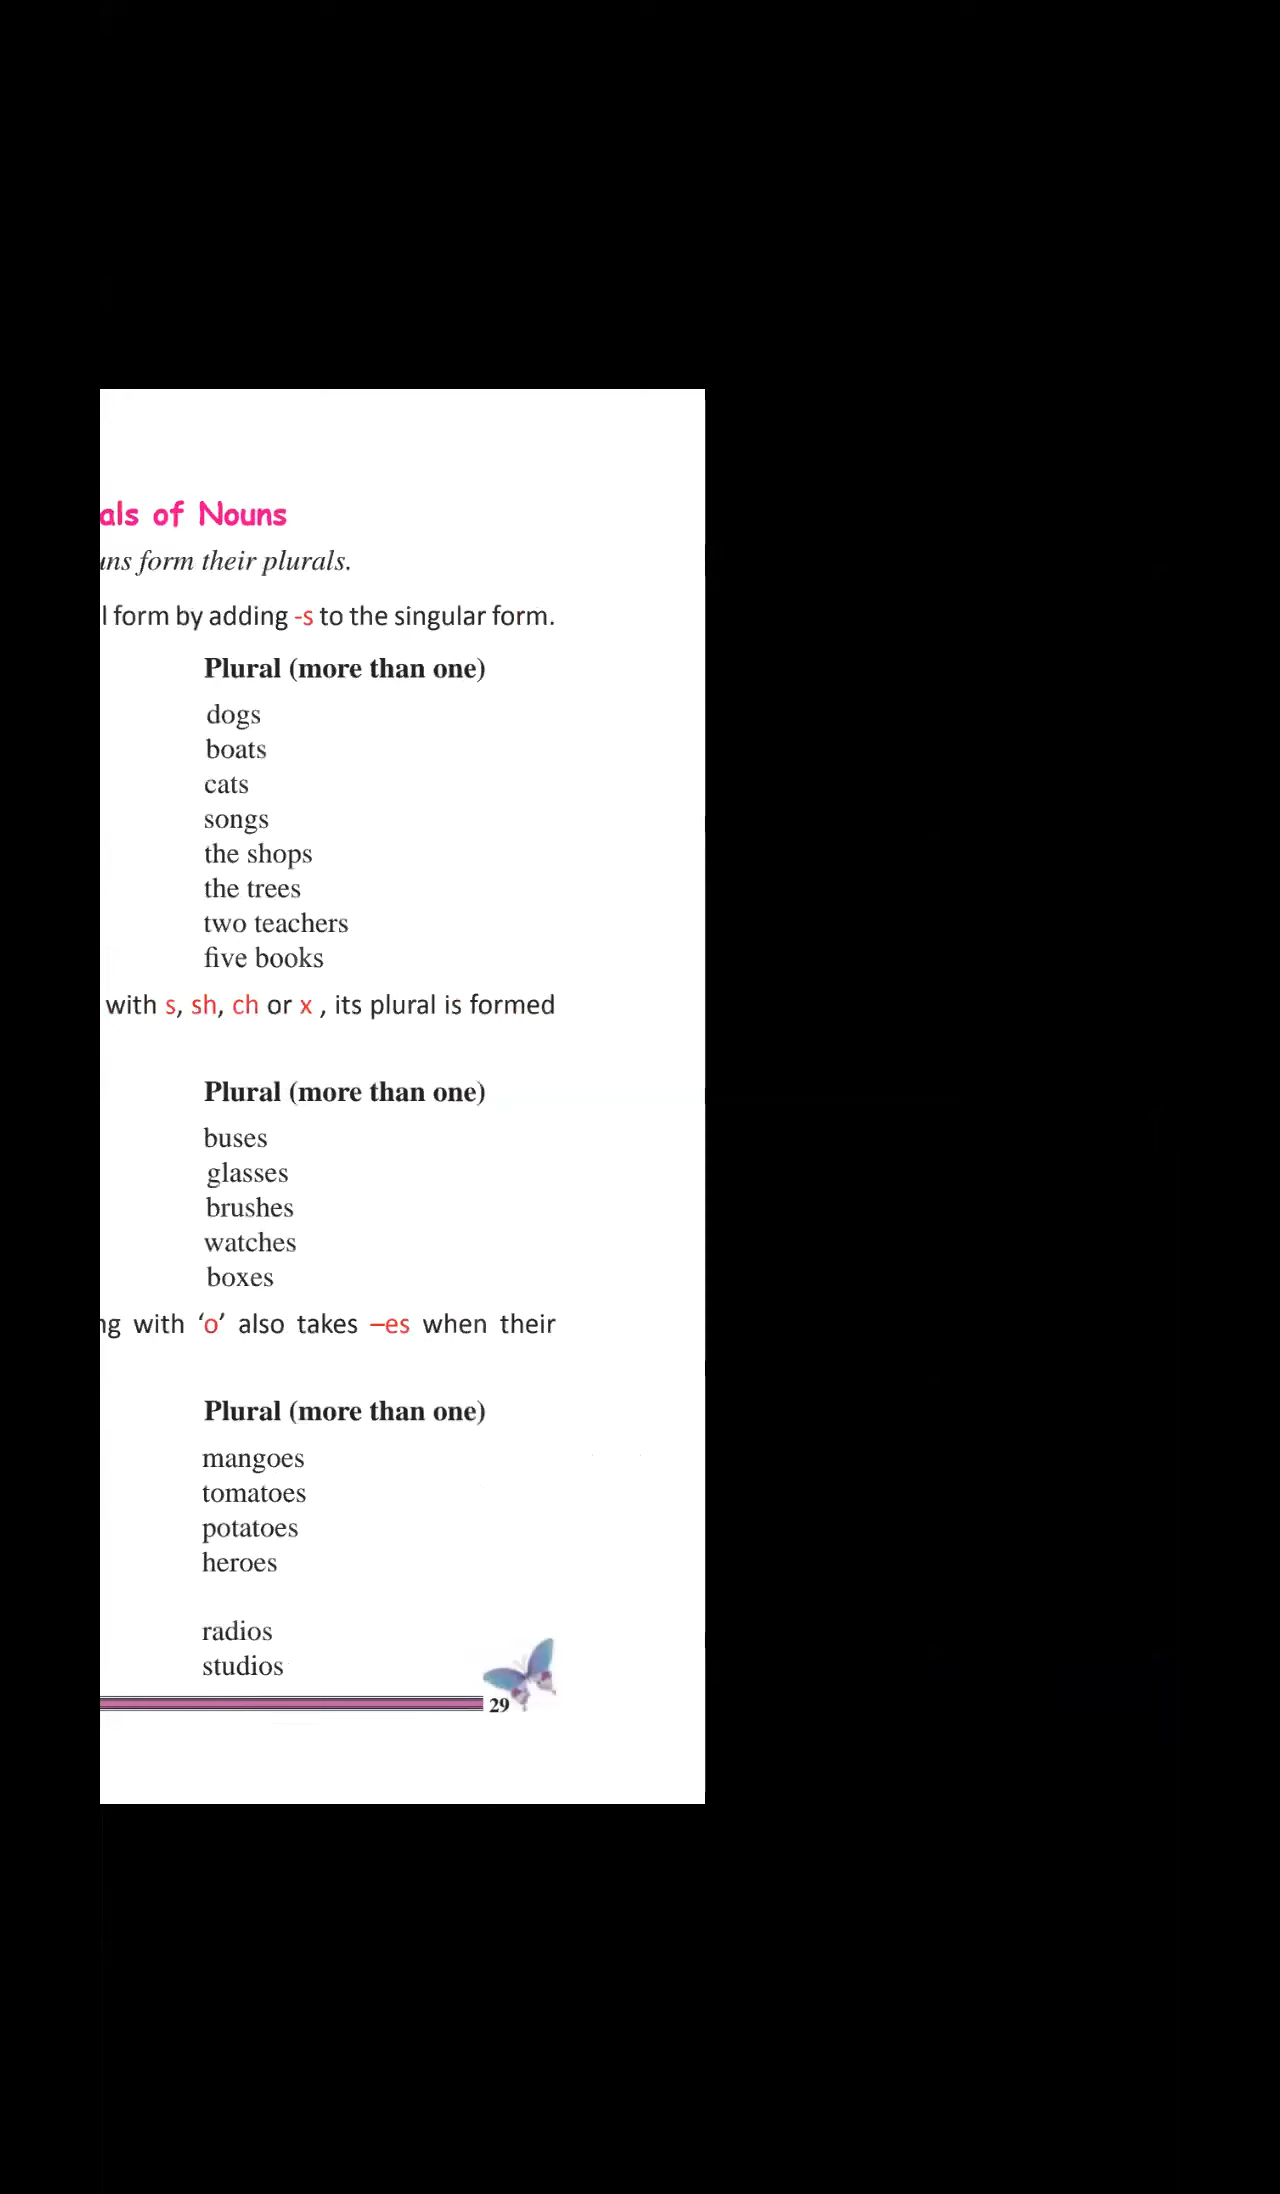 als of Nouns
uns form their plurals.
l form by adding -s to the singular form.
Plural (more than one)
dogs
boats
cats
songs
the shops
the trees
two teachers
five books
with s, sh, ch or x , its plural is formed
Plural (more than one)
buses
glasses
brushes
watches
boxes
ng with ‘o’ also takes –es when their
Plural (more than one)
mangoes
tomatoes
potatoes
heroes
radios
studios
29